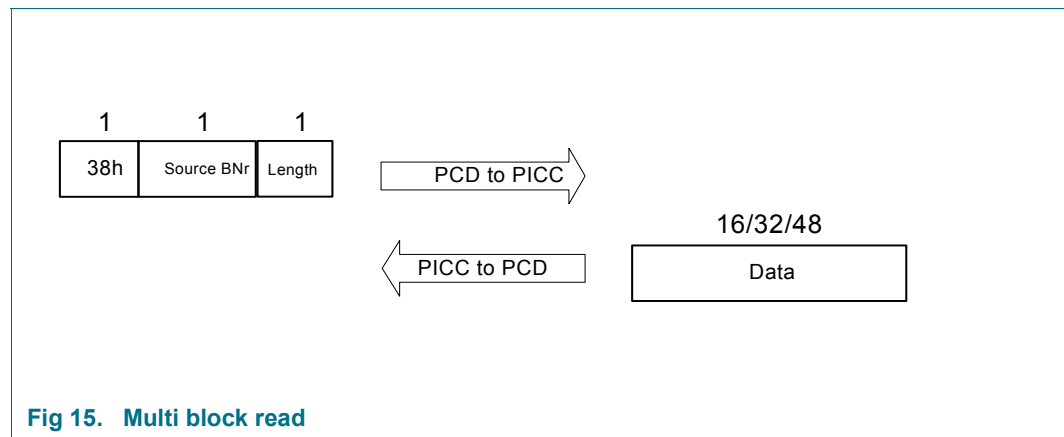 1 1 1
38h Source BNr Length
PCD to PICC
16/32/48
PICC to PCD
Data
Fig 15. Multi block read